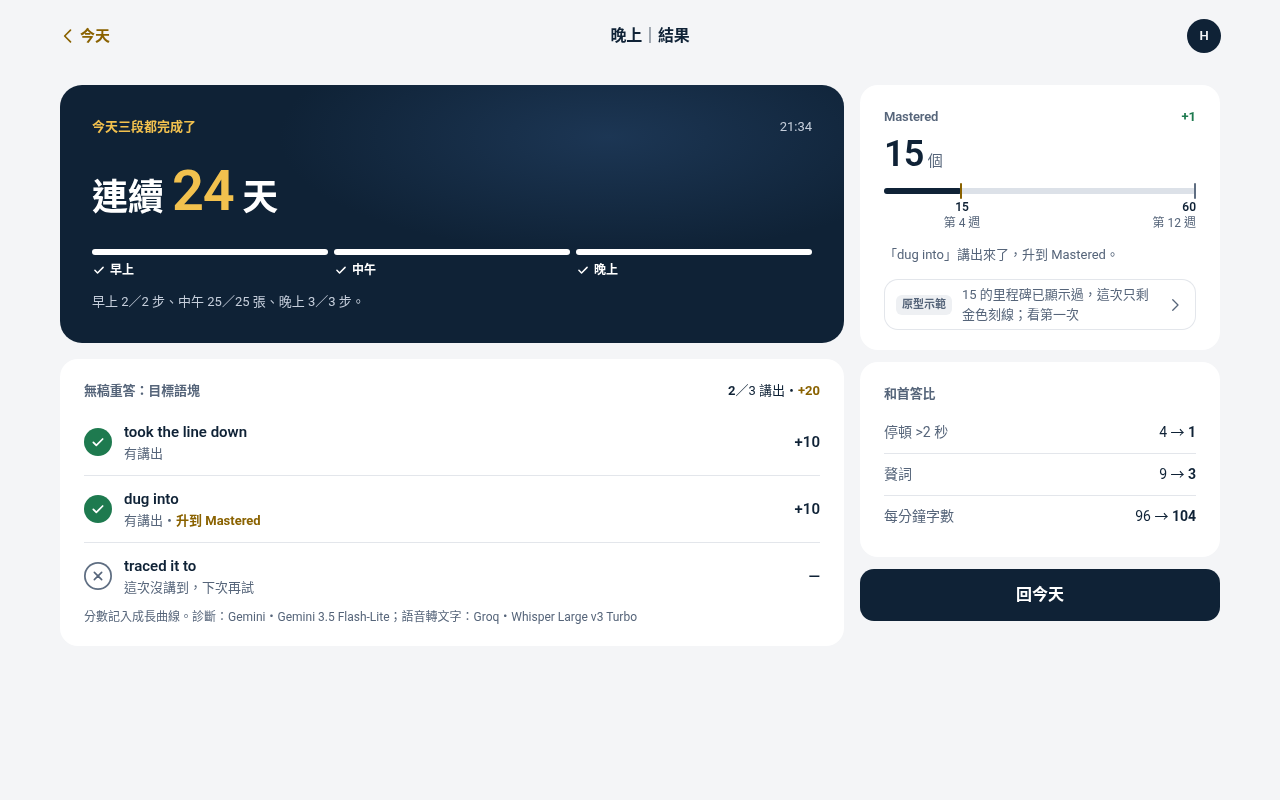 今天
晚上｜結果
H
今天三段都完成了
21:34
連續 24 天
早上
中午
晚上
早上 2／2 步、中午 25／25 張、晚上 3／3 步。
Mastered
+1
15 個
15
60
第 4 週
第 12 週
「dug into」講出來了，升到 Mastered。
原型示範
15 的里程碑已顯示過，這次只剩
金色刻線；看第一次
無稿重答：目標語塊
2／3 講出・+20
took the line down
有講出
+10
dug into
有講出・升到 Mastered
+10
traced it to
這次沒講到，下次再試
–
分數記入成長曲線。診斷：Gemini・Gemini 3.5 Flash-Lite；語音轉文字：Groq・Whisper Large v3 Turbo
和首答比
停頓 >2 秒
4 → 1
贅詞
9 → 3
每分鐘字數
96 → 104
回今天